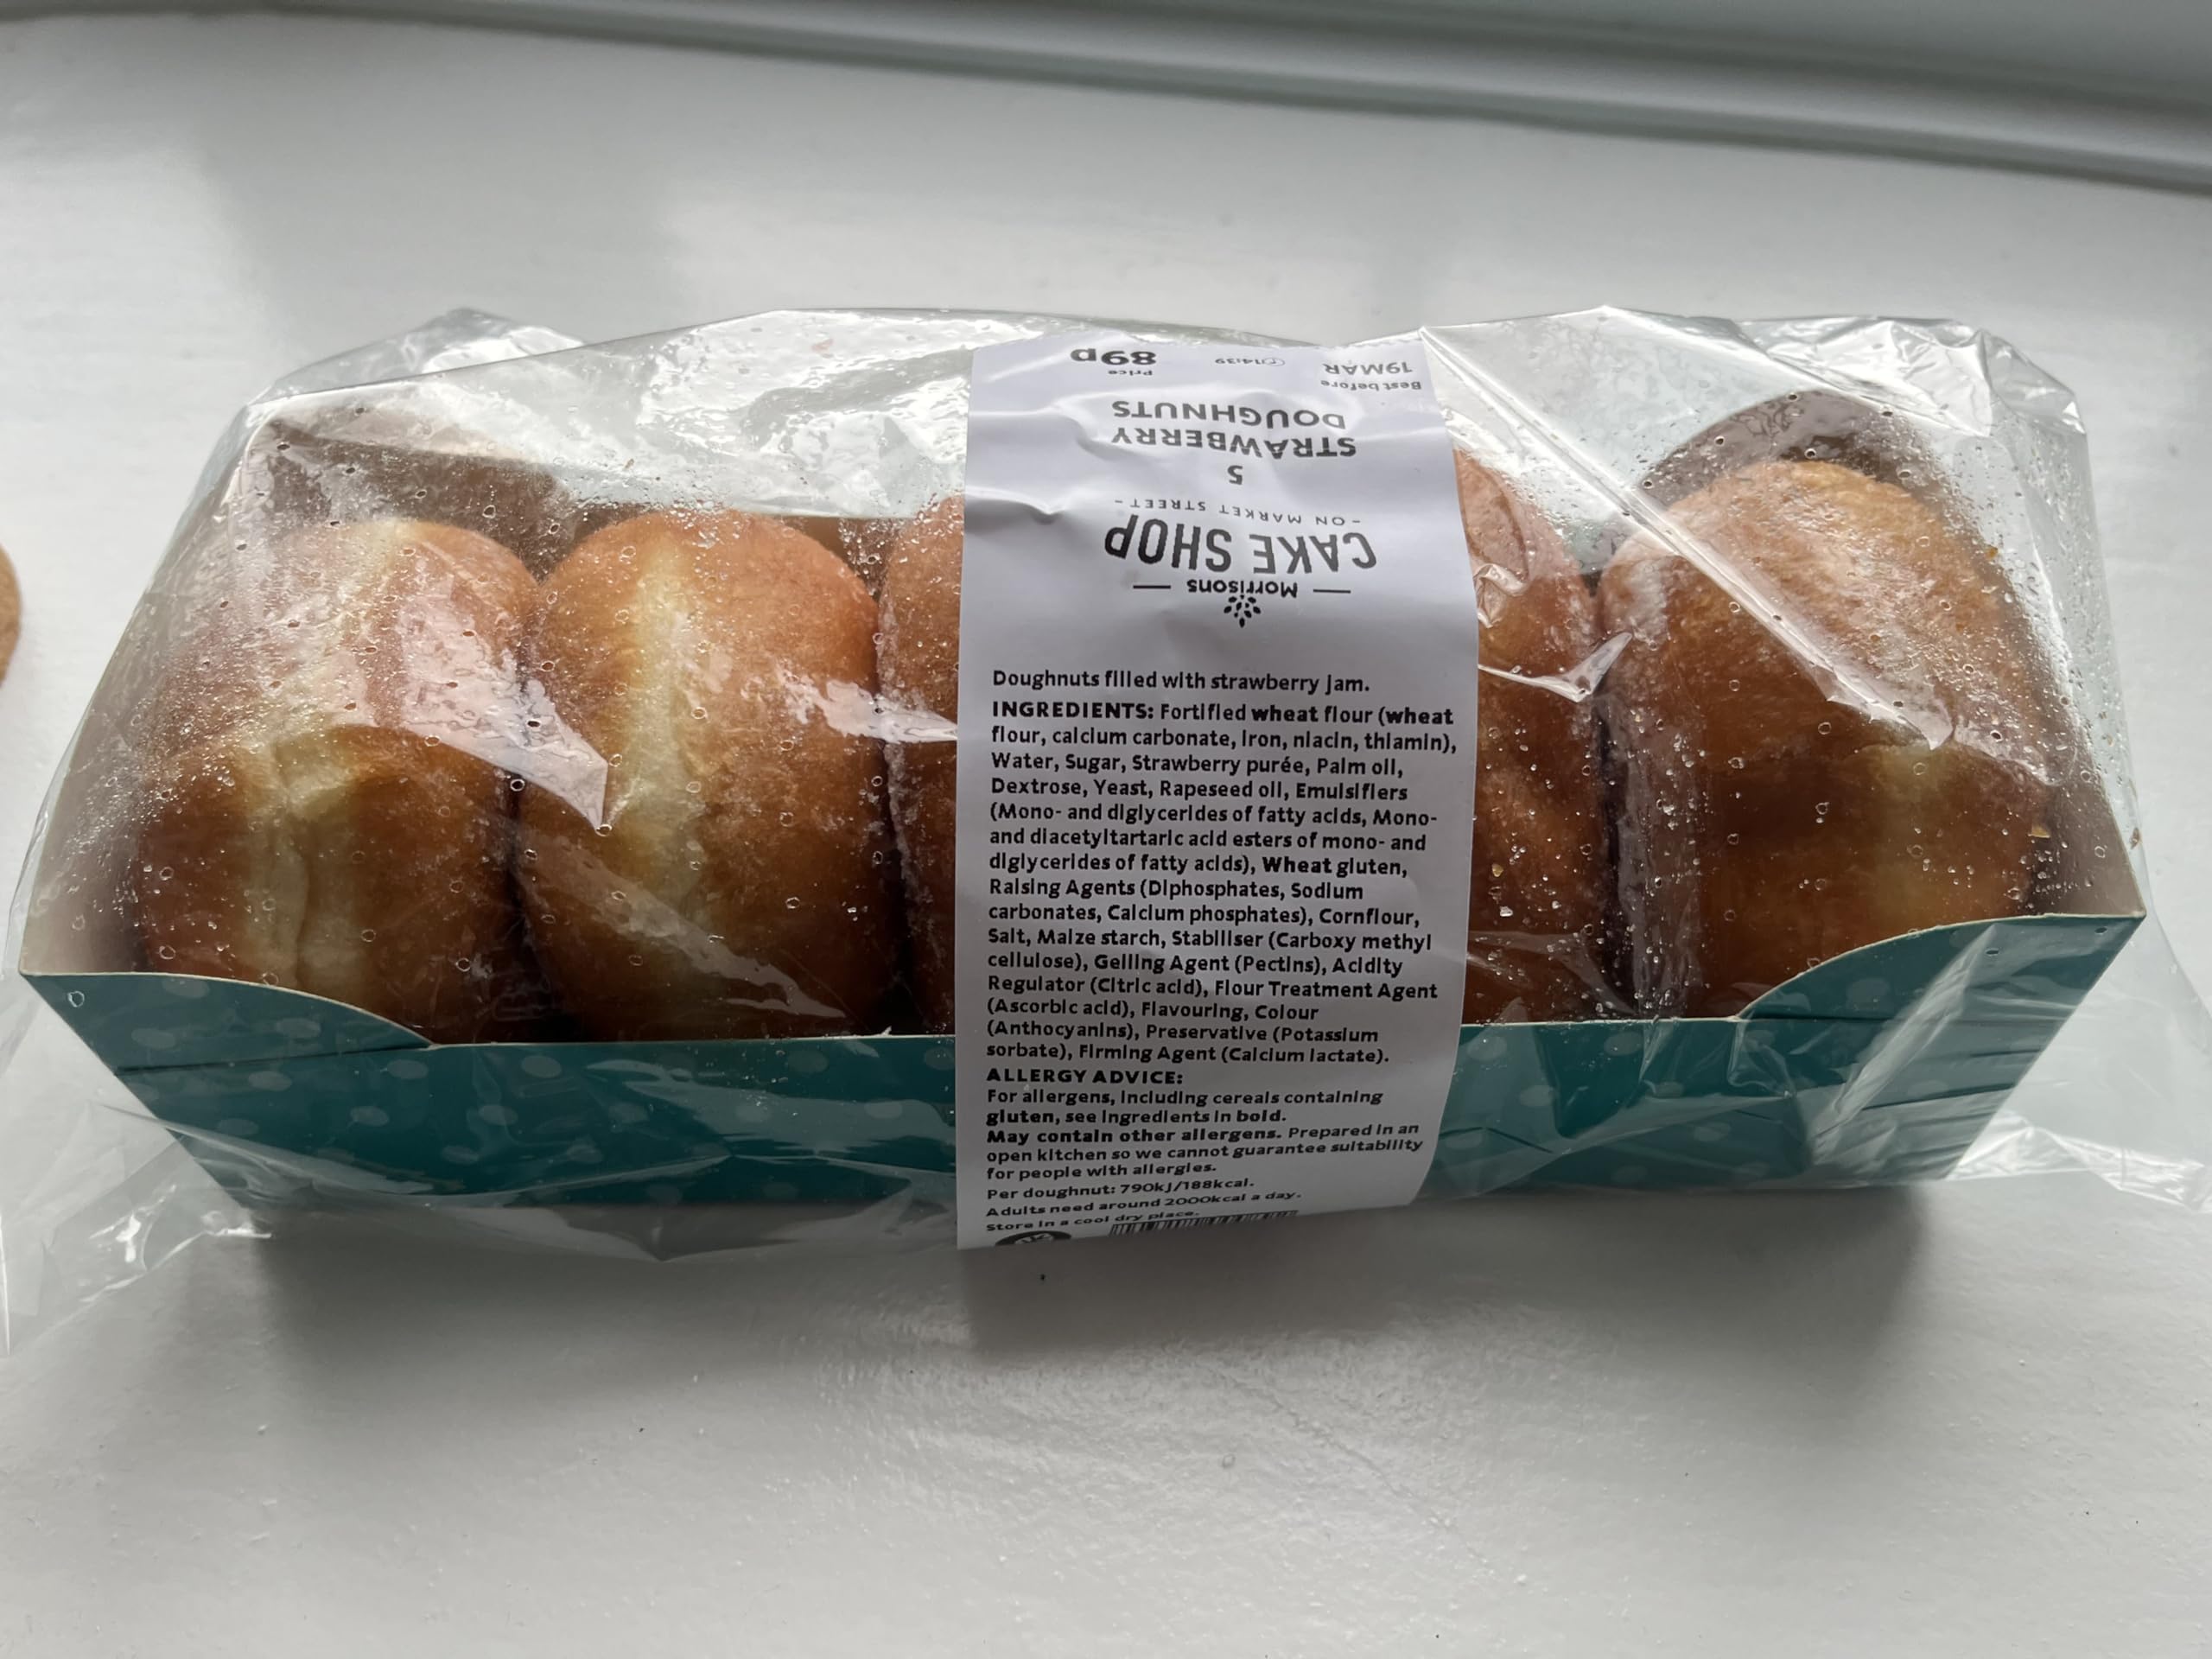 Morrisons
CAKE SHOP
- ON MARKET STREET -
5
STRAWBERRY
DOUGHNUTS
Best before
19MAR
14:39
Price
89p
Doughnuts filled with strawberry jam.
INGREDIENTS: Fortified wheat flour (wheat
flour, calcium carbonate, iron, niacin, thiamin),
Water, Sugar, Strawberry purée, Palm oil,
Dextrose, Yeast, Rapeseed oil, Emulsifiers
(Mono- and diglycerides of fatty acids, Mono-
and diacetyltartaric acid esters of mono- and
diglycerides of fatty acids), Wheat gluten,
Raising Agents (Diphosphates, Sodium
carbonates, Calcium phosphates), Cornflour,
Salt, Maize starch, Stabiliser (Carboxy methyl
cellulose), Gelling Agent (Pectins), Acidity
Regulator (Citric acid), Flour Treatment Agent
(Ascorbic acid), Flavouring, Colour
(Anthocyanins), Preservative (Potassium
sorbate), Firming Agent (Calcium lactate).
ALLERGY ADVICE:
For allergens, including cereals containing
gluten, see ingredients in bold.
May contain other allergens. Prepared in an
open kitchen so we cannot guarantee suitability
for people with allergies.
Per doughnut: 790kJ/188kcal.
Adults need around 2000kcal a day.
Store in a cool dry place.